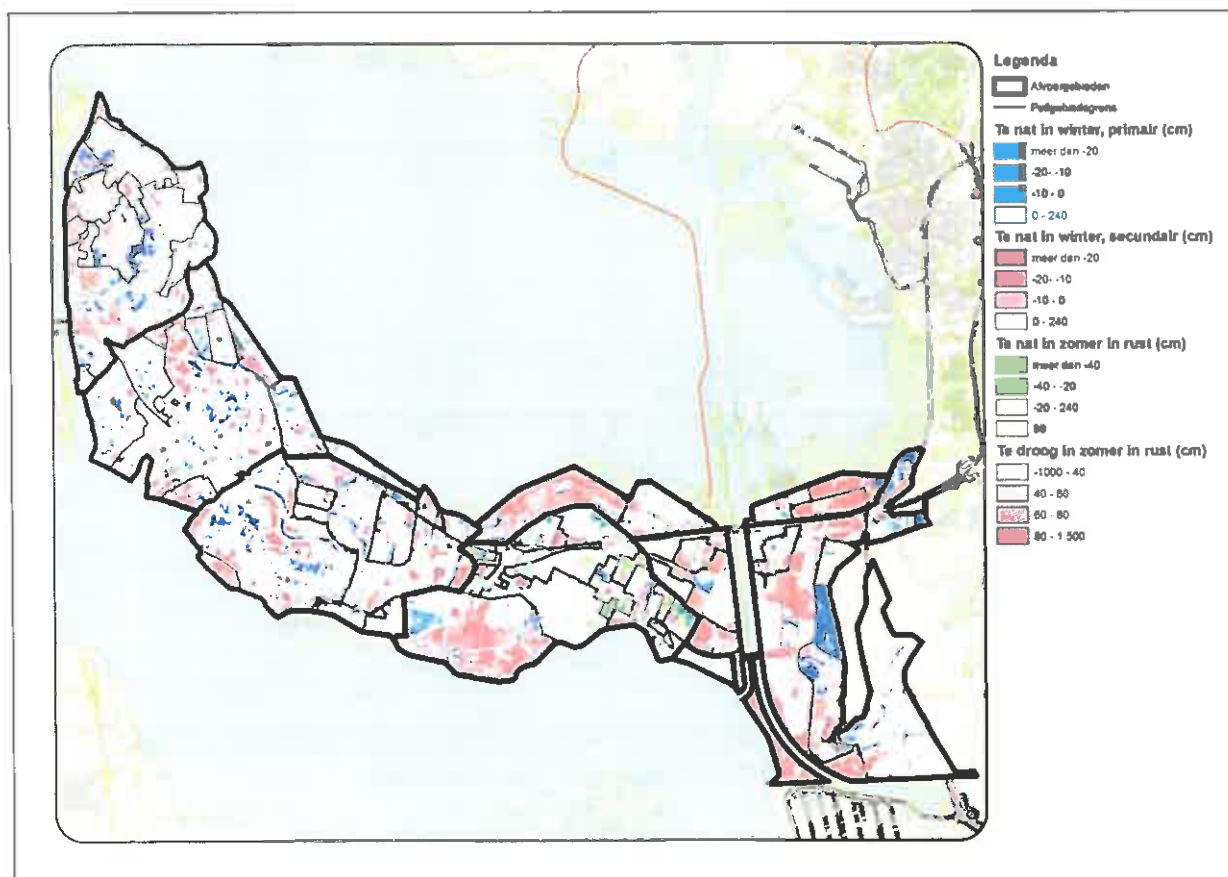 Legenda
Afvoergebieden
Peilgebiedsgrens
Te nat in winter, primair (cm)
meer dan -20
-20- -10
-10 - 0
0 - 240
Te nat in winter, secundair (cm)
meer dan -20
-20- -10
-10 - 0
0 - 240
Te nat in zomer in rust (cm)
meer dan -40
-40 - -20
-20 - 240
99
Te droog in zomer in rust (cm)
-1000 - 40
40 - 60
60 - 80
80 - 1 500